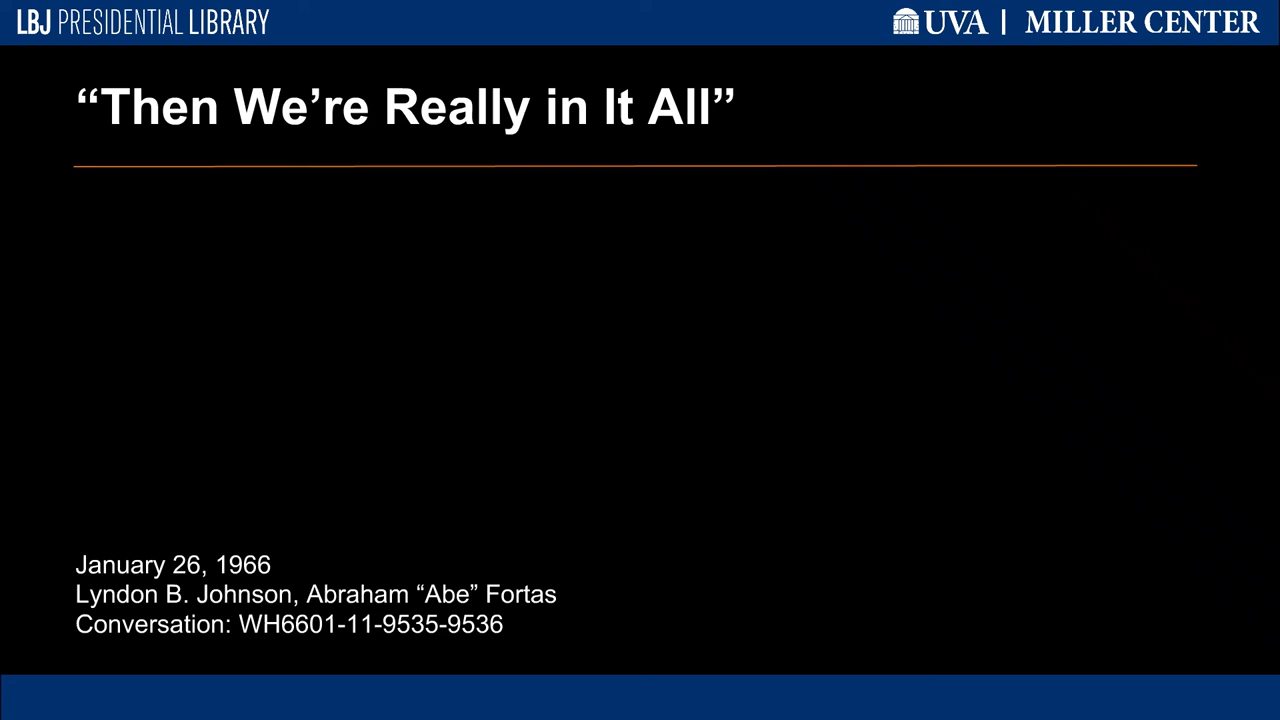 LBJ PRESIDENTIAL LIBRARY
UVA | MILLER CENTER
“Then We’re Really in It All”
January 26, 1966
Lyndon B. Johnson, Abraham “Abe” Fortas
Conversation: WH6601-11-9535-9536